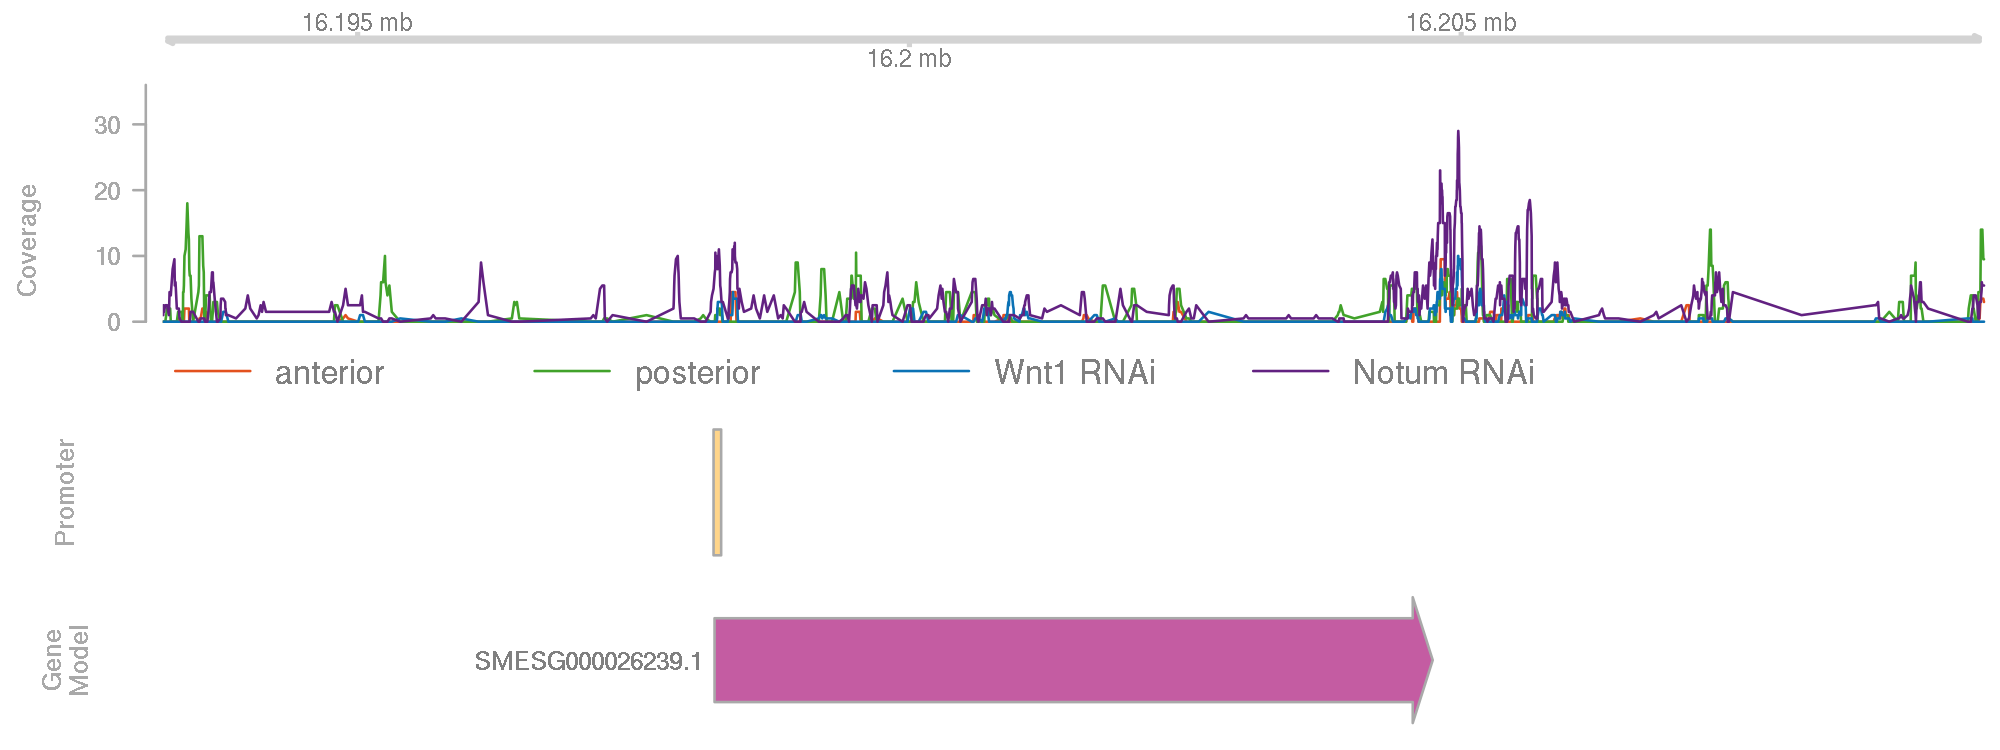 16.195 mb
16.205 mb
16.2 mb
Coverage
30
20
10
0
anterior
posterior
Wnt1 RNAi
Notum RNAi
Promoter
Gene
Model
SMESG000026239.1